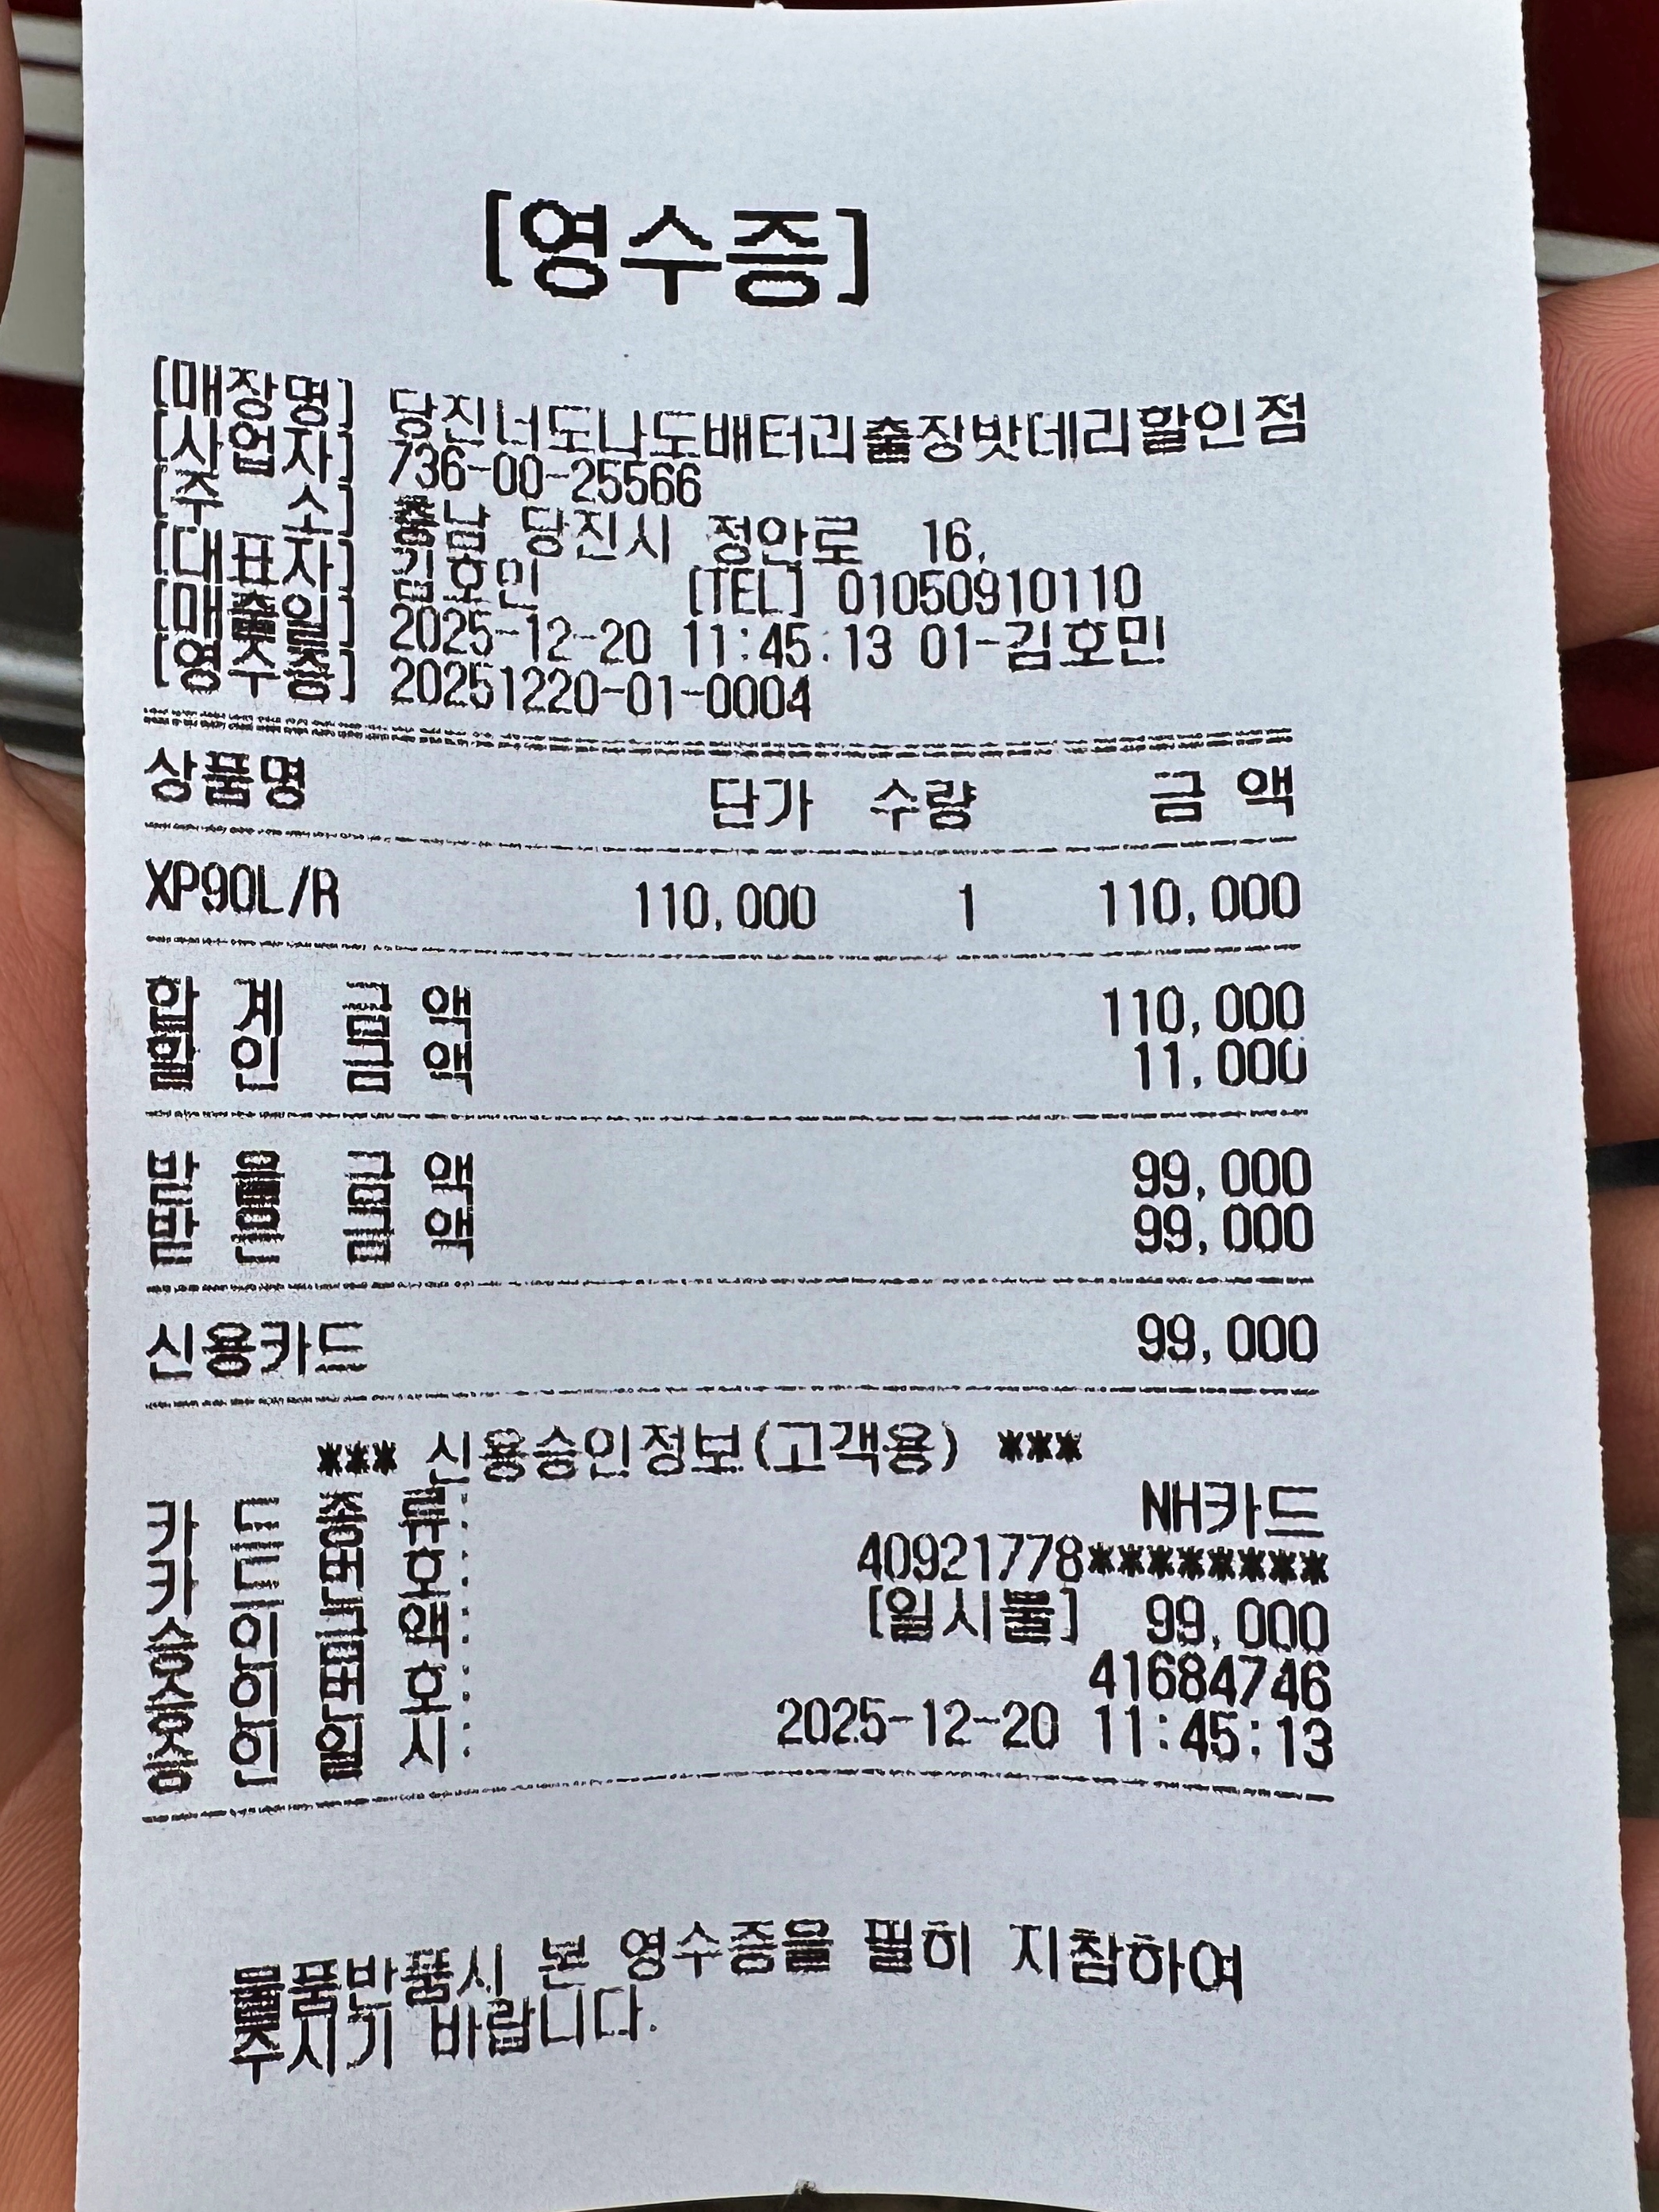 [영수증]
[매장명] 당진너도나도배터리출장밧데리할인점
[사업자] 736-00-25566
[주 소] 충남 당진시 정안로 16,
[대표자] 김호민 [TEL] 01050910110
[매출일] 2025-12-20 11:45:13 01-김호민
[영수증] 20251220-01-0004
상품명 단가 수량 금 액
XP90L/R 110,000 1 110,000
합 계 금 액 110,000
할 인 금 액 11,000
받 을 금 액 99,000
받 은 금 액 99,000
신용카드 99,000
*** 신용승인정보(고객용) ***
카 드 종 류: NH카드
카 드 번 호: 40921778********
승 인 금 액: [일시불] 99,000
승 인 번 호: 41684746
승 인 일 시: 2025-12-20 11:45:13
물품반품시 본 영수증을 필히 지참하여
주시기 바랍니다.